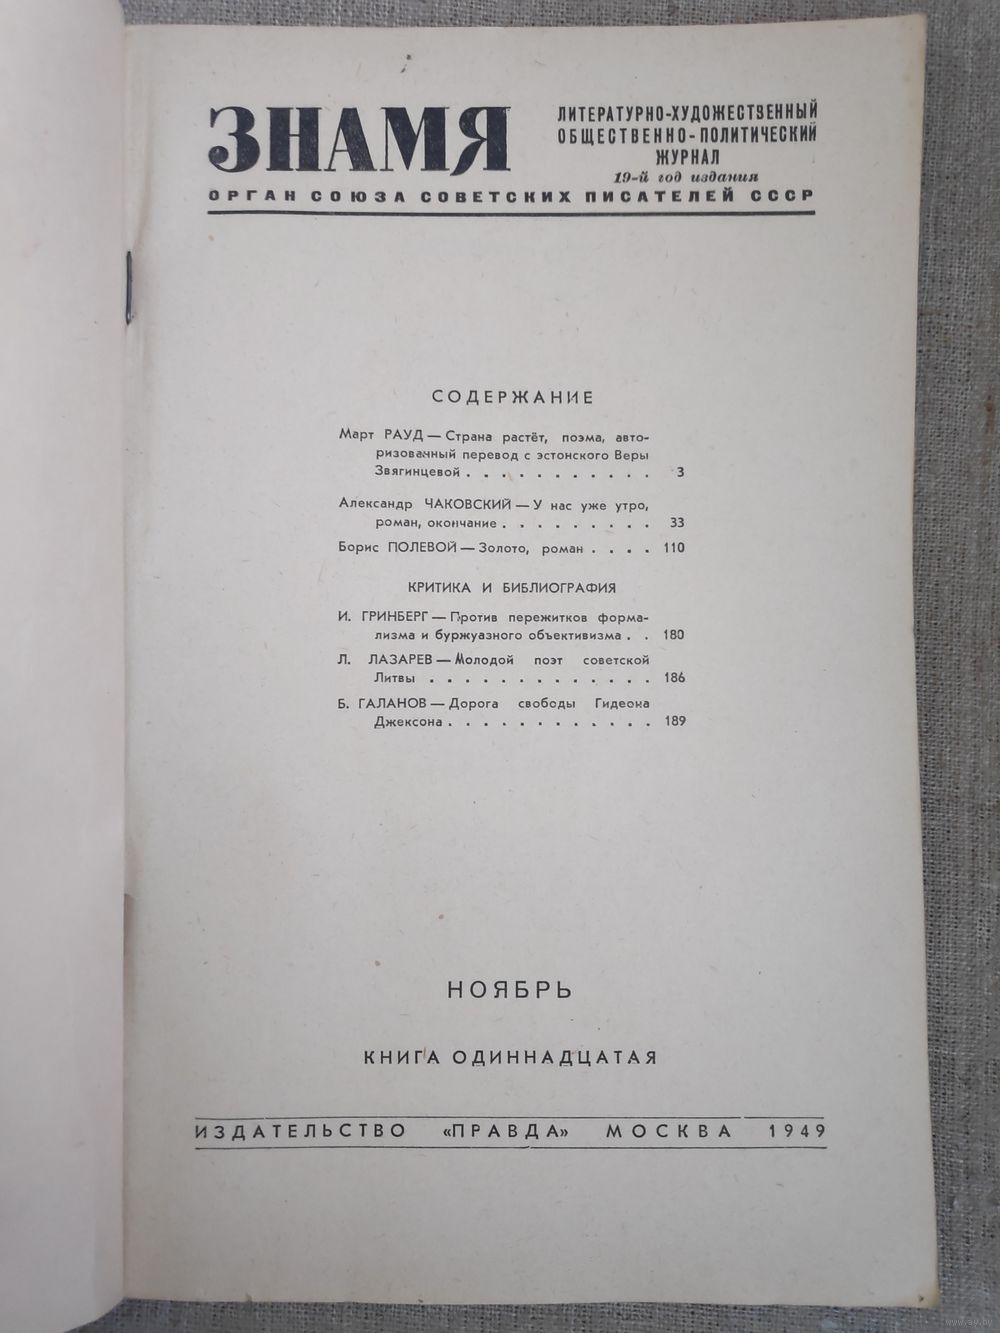 ЗНАМЯ
ЛИТЕРАТУРНО-ХУДОЖЕСТВЕННЫЙ
ОБЩЕСТВЕННО-ПОЛИТИЧЕСКИЙ
ЖУРНАЛ
19-й год издания
ОРГАН СОЮЗА СОВЕТСКИХ ПИСАТЕЛЕЙ СССР
СОДЕРЖАНИЕ
Март РАУД — Страна растёт, поэма, авто-
ризованный перевод с эстонского Веры
Звягинцевой . . . . . . . . . . . 3
Александр ЧАКОВСКИЙ — У нас уже утро,
роман, окончание . . . . . . . . . 33
Борис ПОЛЕВОЙ — Золото, роман . . . . 110
КРИТИКА И БИБЛИОГРАФИЯ
И. ГРИНБЕРГ — Против пережитков форма-
лизма и буржуазного объективизма . . 180
Л. ЛАЗАРЕВ — Молодой поэт советской
Литвы . . . . . . . . . . . . . 186
Б. ГАЛАНОВ — Дорога свободы Гидеона
Джексона . . . . . . . . . . . . 189
НОЯБРЬ
КНИГА ОДИННАДЦАТАЯ
ИЗДАТЕЛЬСТВО «ПРАВДА» МОСКВА 1949
www.ay.by